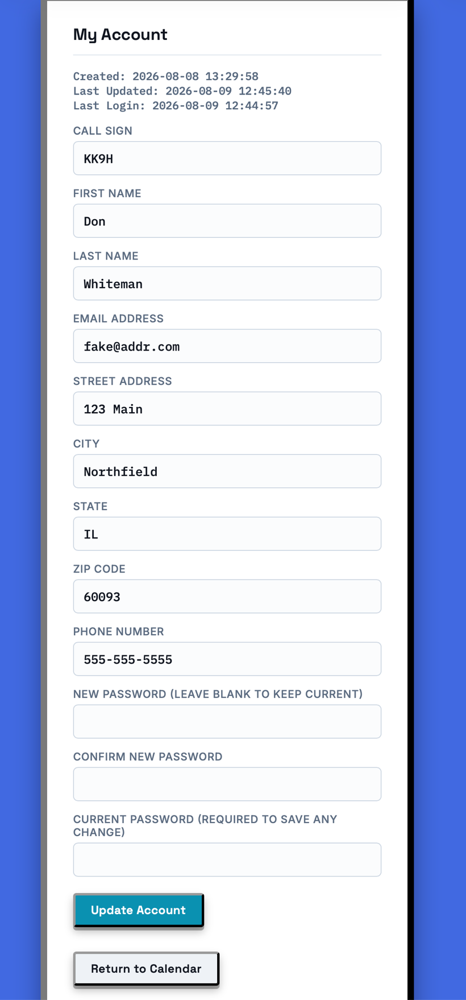 My Account
Created: 2026-08-08 13:29:58
Last Updated: 2026-08-09 12:45:40
Last Login: 2026-08-09 12:44:57
CALL SIGN
KK9H
FIRST NAME
Don
LAST NAME
Whiteman
EMAIL ADDRESS
fake@addr.com
STREET ADDRESS
123 Main
CITY
Northfield
STATE
IL
ZIP CODE
60093
PHONE NUMBER
555-555-5555
NEW PASSWORD (LEAVE BLANK TO KEEP CURRENT)
CONFIRM NEW PASSWORD
CURRENT PASSWORD (REQUIRED TO SAVE ANY
CHANGE)
Update Account
Return to Calendar